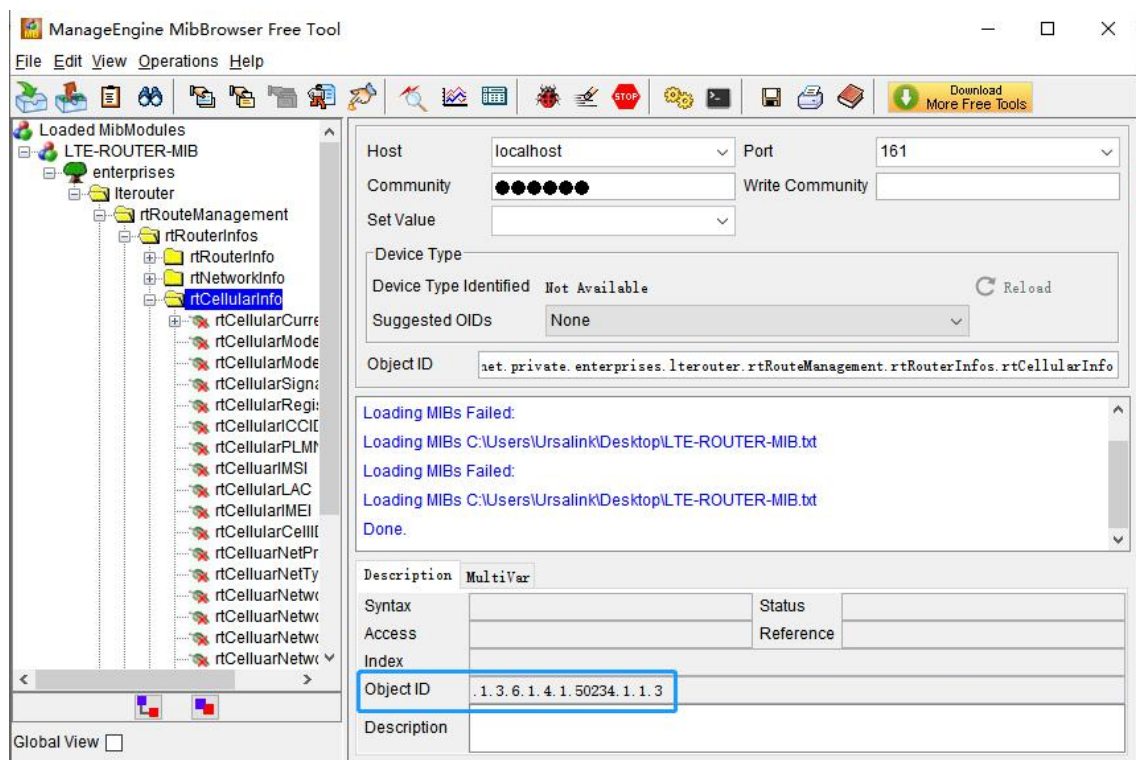 ManageEngine MibBrowser Free Tool
File Edit View Operations Help
STOP
Download
More Free Tools
Loaded MibModules
LTE-ROUTER-MIB
enterprises
lterouter
rtRouteManagement
rtRouterInfos
rtRouterInfo
rtNetworkInfo
rtCellularInfo
rtCellularCurre
rtCellularMode
rtCellularMode
rtCellularSigna
rtCellularRegis
rtCellularICCID
rtCellularPLMN
rtCelluarIMSI
rtCellularLAC
rtCellularIMEI
rtCellularCellID
rtCelluarNetPr
rtCelluarNetTy
rtCelluarNetwo
rtCelluarNetwo
rtCelluarNetwo
rtCelluarNetwo
Global View
Host localhost Port 161
Community ●●●●●● Write Community
Set Value
Device Type
Device Type Identified Not Available Reload
Suggested OIDs None
Object ID net.private.enterprises.lterouter.rtRouteManagement.rtRouterInfos.rtCellularInfo
Loading MIBs Failed:
Loading MIBs C:\Users\Ursalink\Desktop\LTE-ROUTER-MIB.txt
Loading MIBs Failed:
Loading MIBs C:\Users\Ursalink\Desktop\LTE-ROUTER-MIB.txt
Done.
Description MultiVar
Syntax Status
Access Reference
Index
Object ID .1.3.6.1.4.1.50234.1.1.3
Description